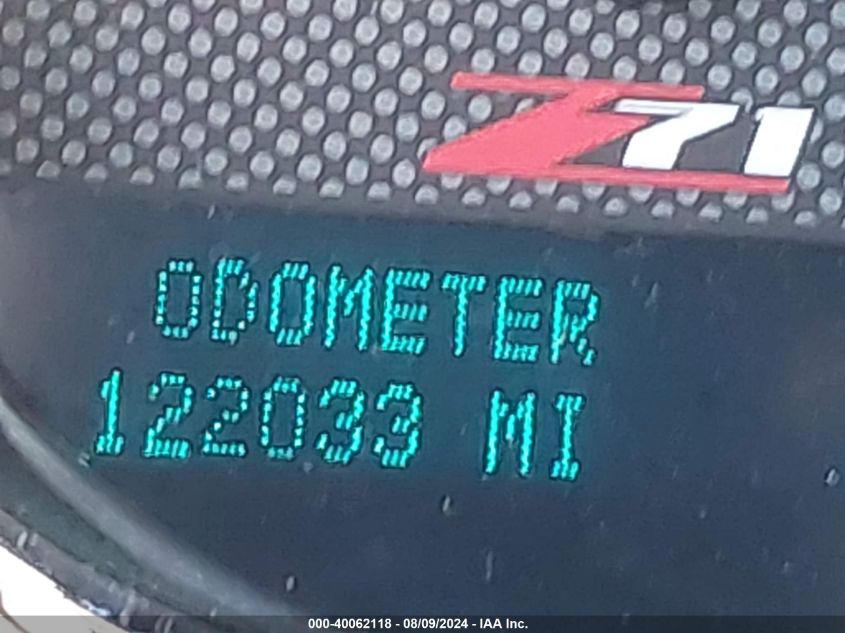 Z71
ODOMETER
122033 MI
000-40062118 - 08/09/2024 - IAA Inc.